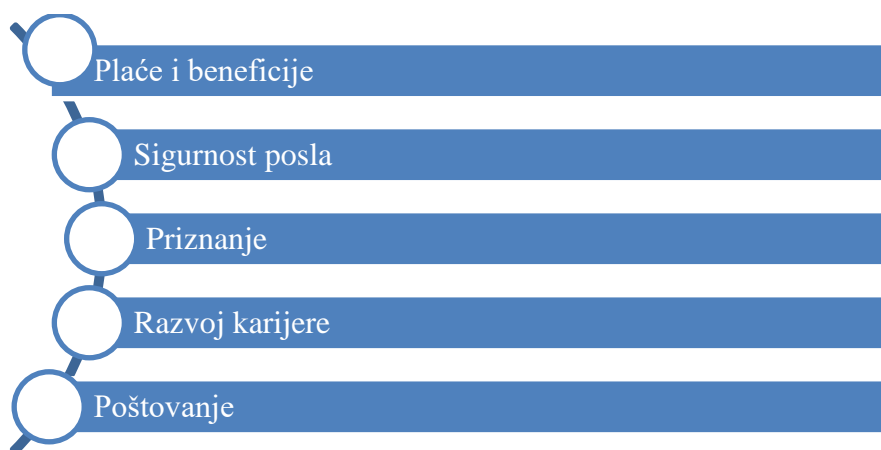 Plaće i beneficije
Sigurnost posla
Priznanje
Razvoj karijere
Poštovanje